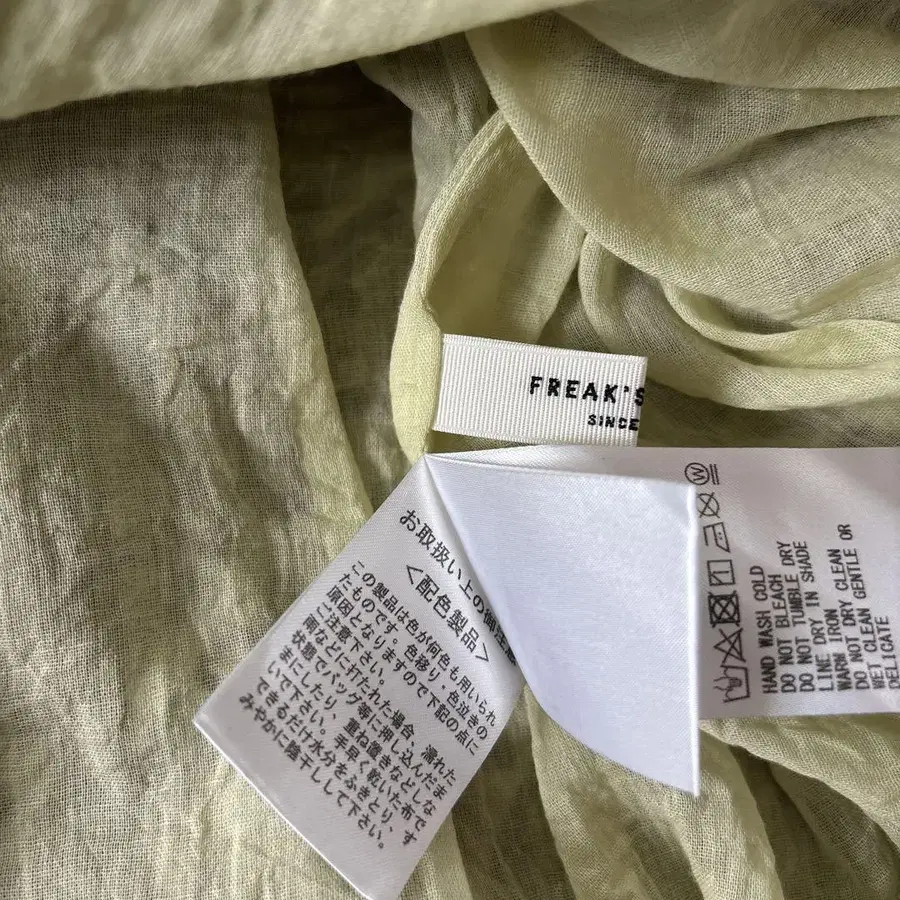 FREAK'S
SINCE
お取扱い上の御注意
<配色製品>
この製品は色が何色も用いられ
たものです。色移り、色泣きの
原因となりますので下記の点に
ご注意下さい。
雨などに打たれた場合、濡れた
状態でバッグ等に押し込んだま
まにしたり、重ね置きなどしな
いで下さい。手早く乾いた布で
できるだけ水分をふきとり、す
みやかに陰干しして下さい。
HAND WASH COLD
DO NOT BLEACH
DO NOT TUMBLE DRY
LINE DRY IN SHADE
WARM IRON
DO NOT DRY CLEAN
WET CLEAN GENTLE OR
DELICATE
W